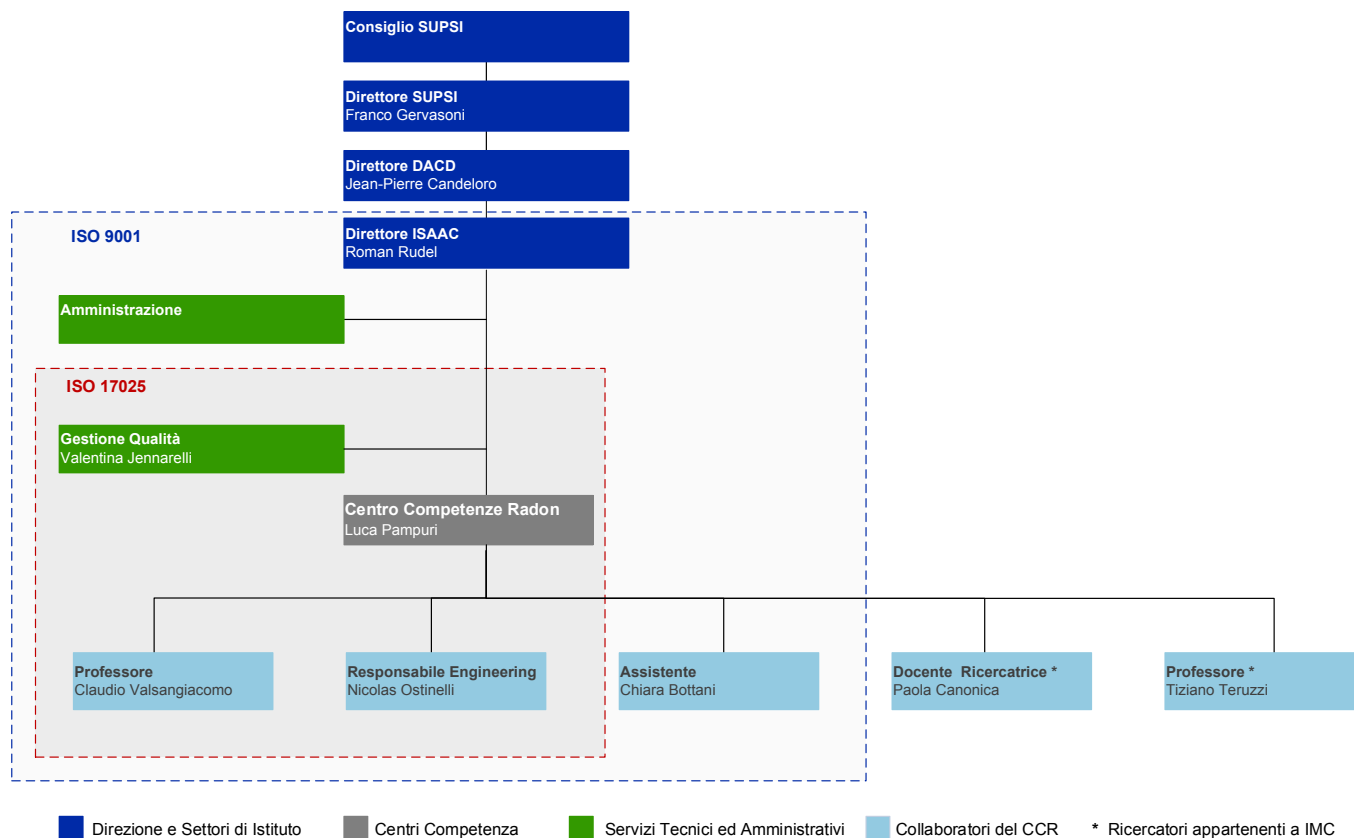 Consiglio SUPSI
Direttore SUPSI
Franco Gervasoni
Direttore DACD
Jean-Pierre Candeloro
ISO 9001
Direttore ISAAC
Roman Rudel
Amministrazione
ISO 17025
Gestione Qualità
Valentina Jennarelli
Centro Competenze Radon
Luca Pampuri
Professore
Claudio Valsangiacomo
Responsabile Engineering
Nicolas Ostinelli
Assistente
Chiara Bottani
Docente Ricercatrice *
Paola Canonica
Professore *
Tiziano Teruzzi
Direzione e Settori di Istituto
Centri Competenza
Servizi Tecnici ed Amministrativi
Collaboratori del CCR
* Ricercatori appartenenti a IMC